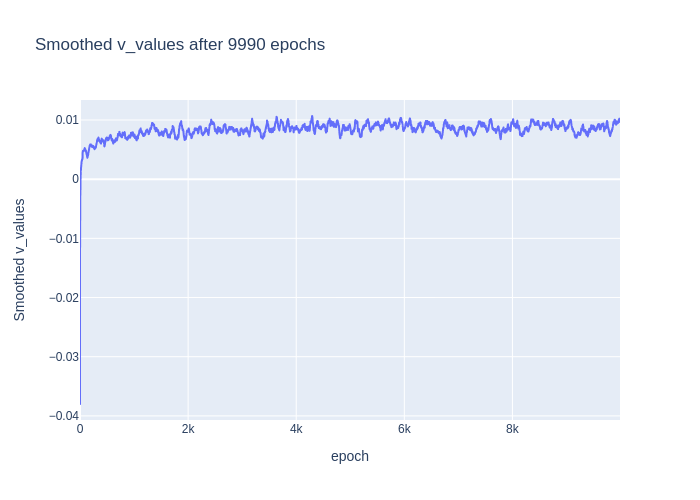 Smoothed v_values after 9990 epochs
0.01
0
−0.01
−0.02
−0.03
−0.04
Smoothed v_values
0
2k
4k
6k
8k
epoch